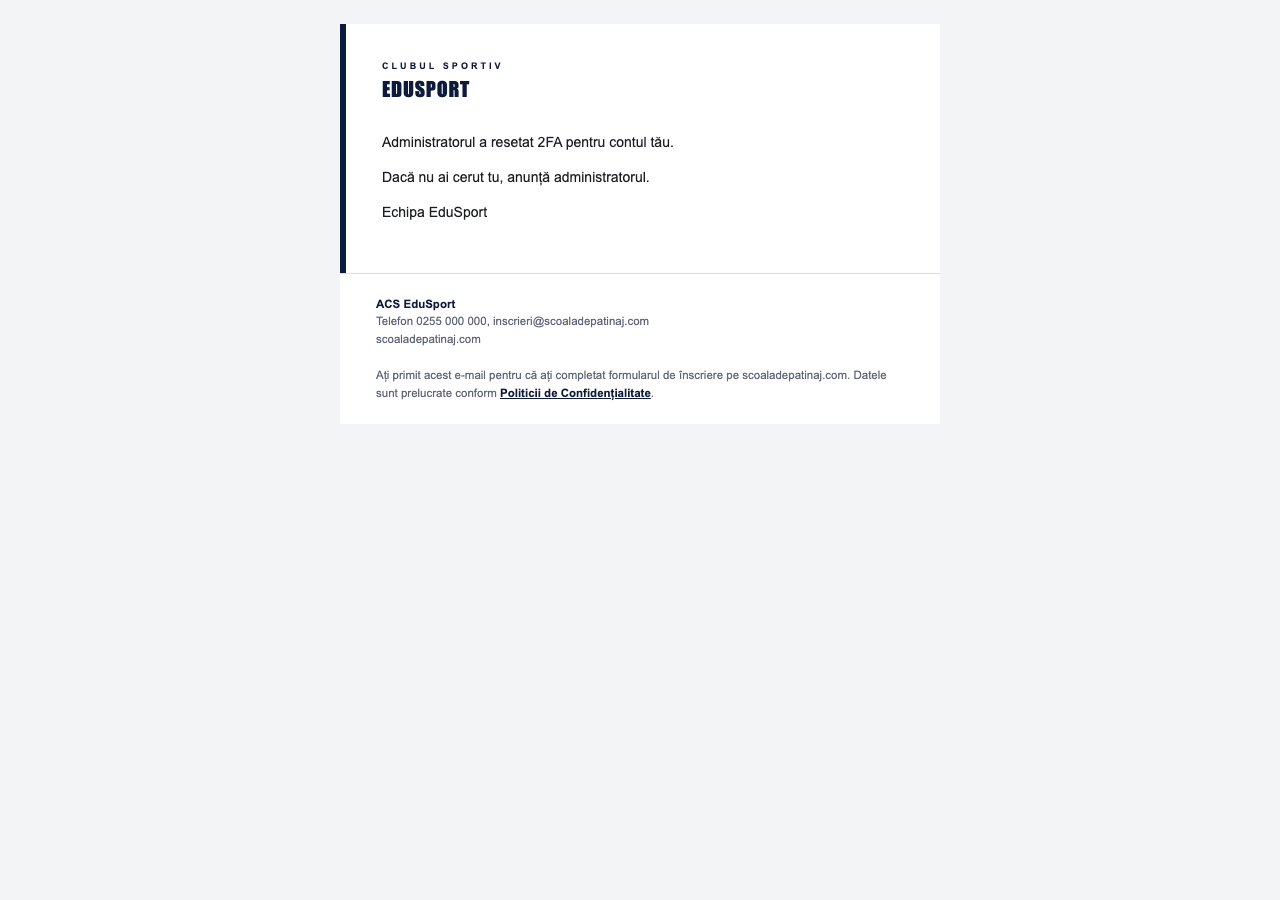 CLUBUL SPORTIV
EDUSPORT
Administratorul a resetat 2FA pentru contul tău.
Dacă nu ai cerut tu, anunță administratorul.
Echipa EduSport
ACS EduSport
Telefon 0255 000 000, inscrieri@scoaladepatinaj.com
scoaladepatinaj.com
Ați primit acest e-mail pentru că ați completat formularul de înscriere pe scoaladepatinaj.com. Datele
sunt prelucrate conform Politicii de Confidențialitate.